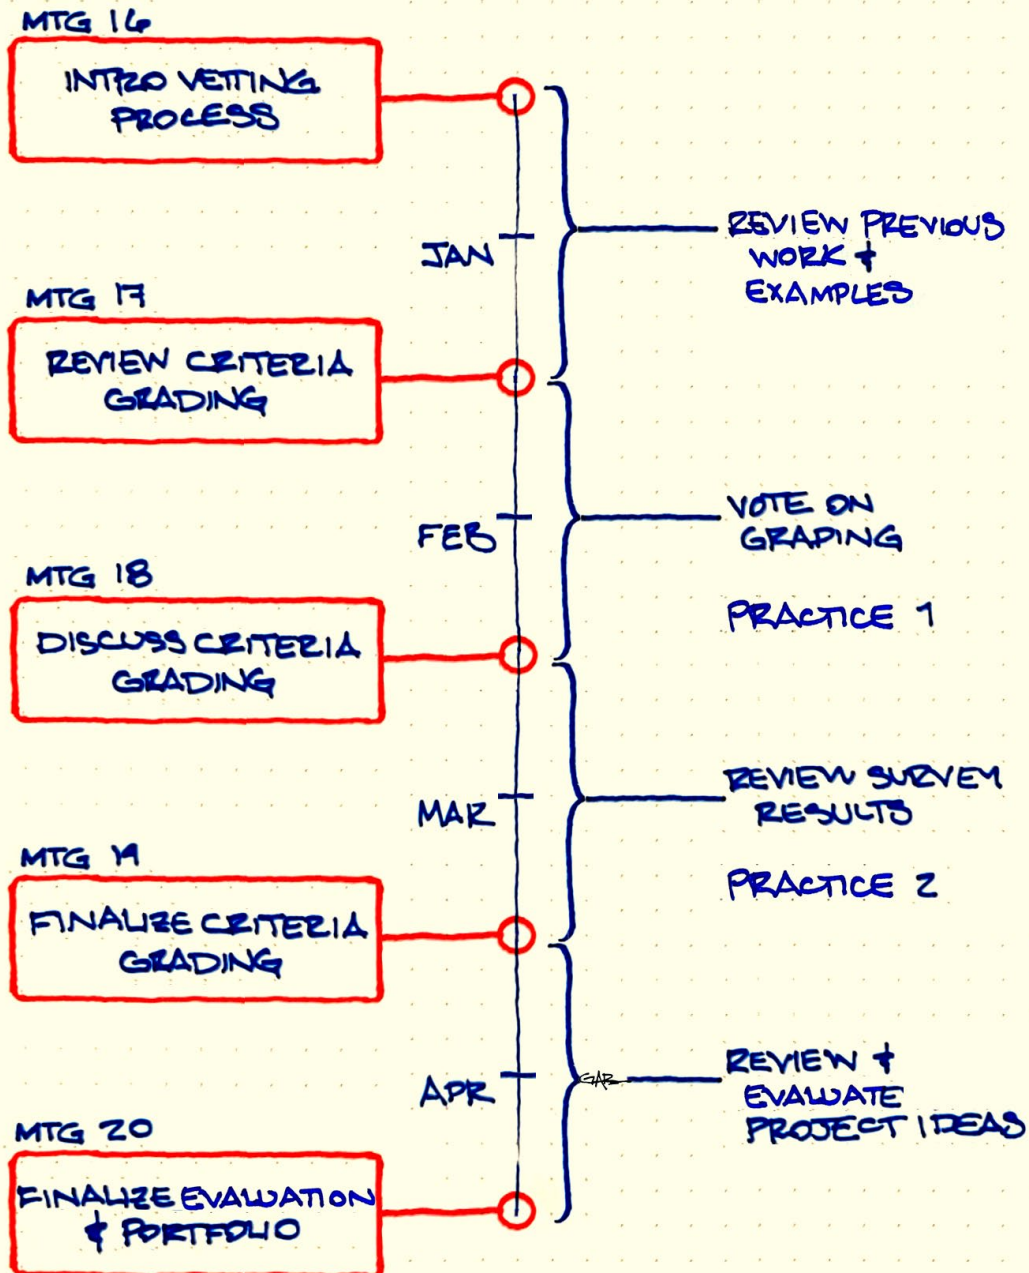 MTG 16
INTRO VETTING
PROCESS
JAN
REVIEW PREVIOUS
WORK &
EXAMPLES
MTG 17
REVIEW CRITERIA
GRADING
FEB
VOTE ON
GRADING
PRACTICE 1
MTG 18
DISCUSS CRITERIA
GRADING
MAR
REVIEW SURVEY
RESULTS
PRACTICE 2
MTG 19
FINALIZE CRITERIA
GRADING
APR
GAR
REVIEW &
EVALUATE
PROJECT IDEAS
MTG 20
FINALIZE EVALUATION
& PORTFOLIO